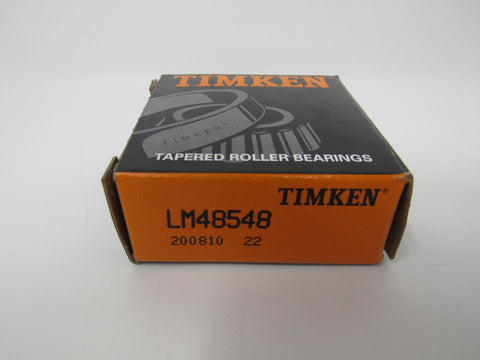 TIMKEN
TIMKEN
TAPERED ROLLER BEARINGS
TIMKEN®
LM48548
200810 22